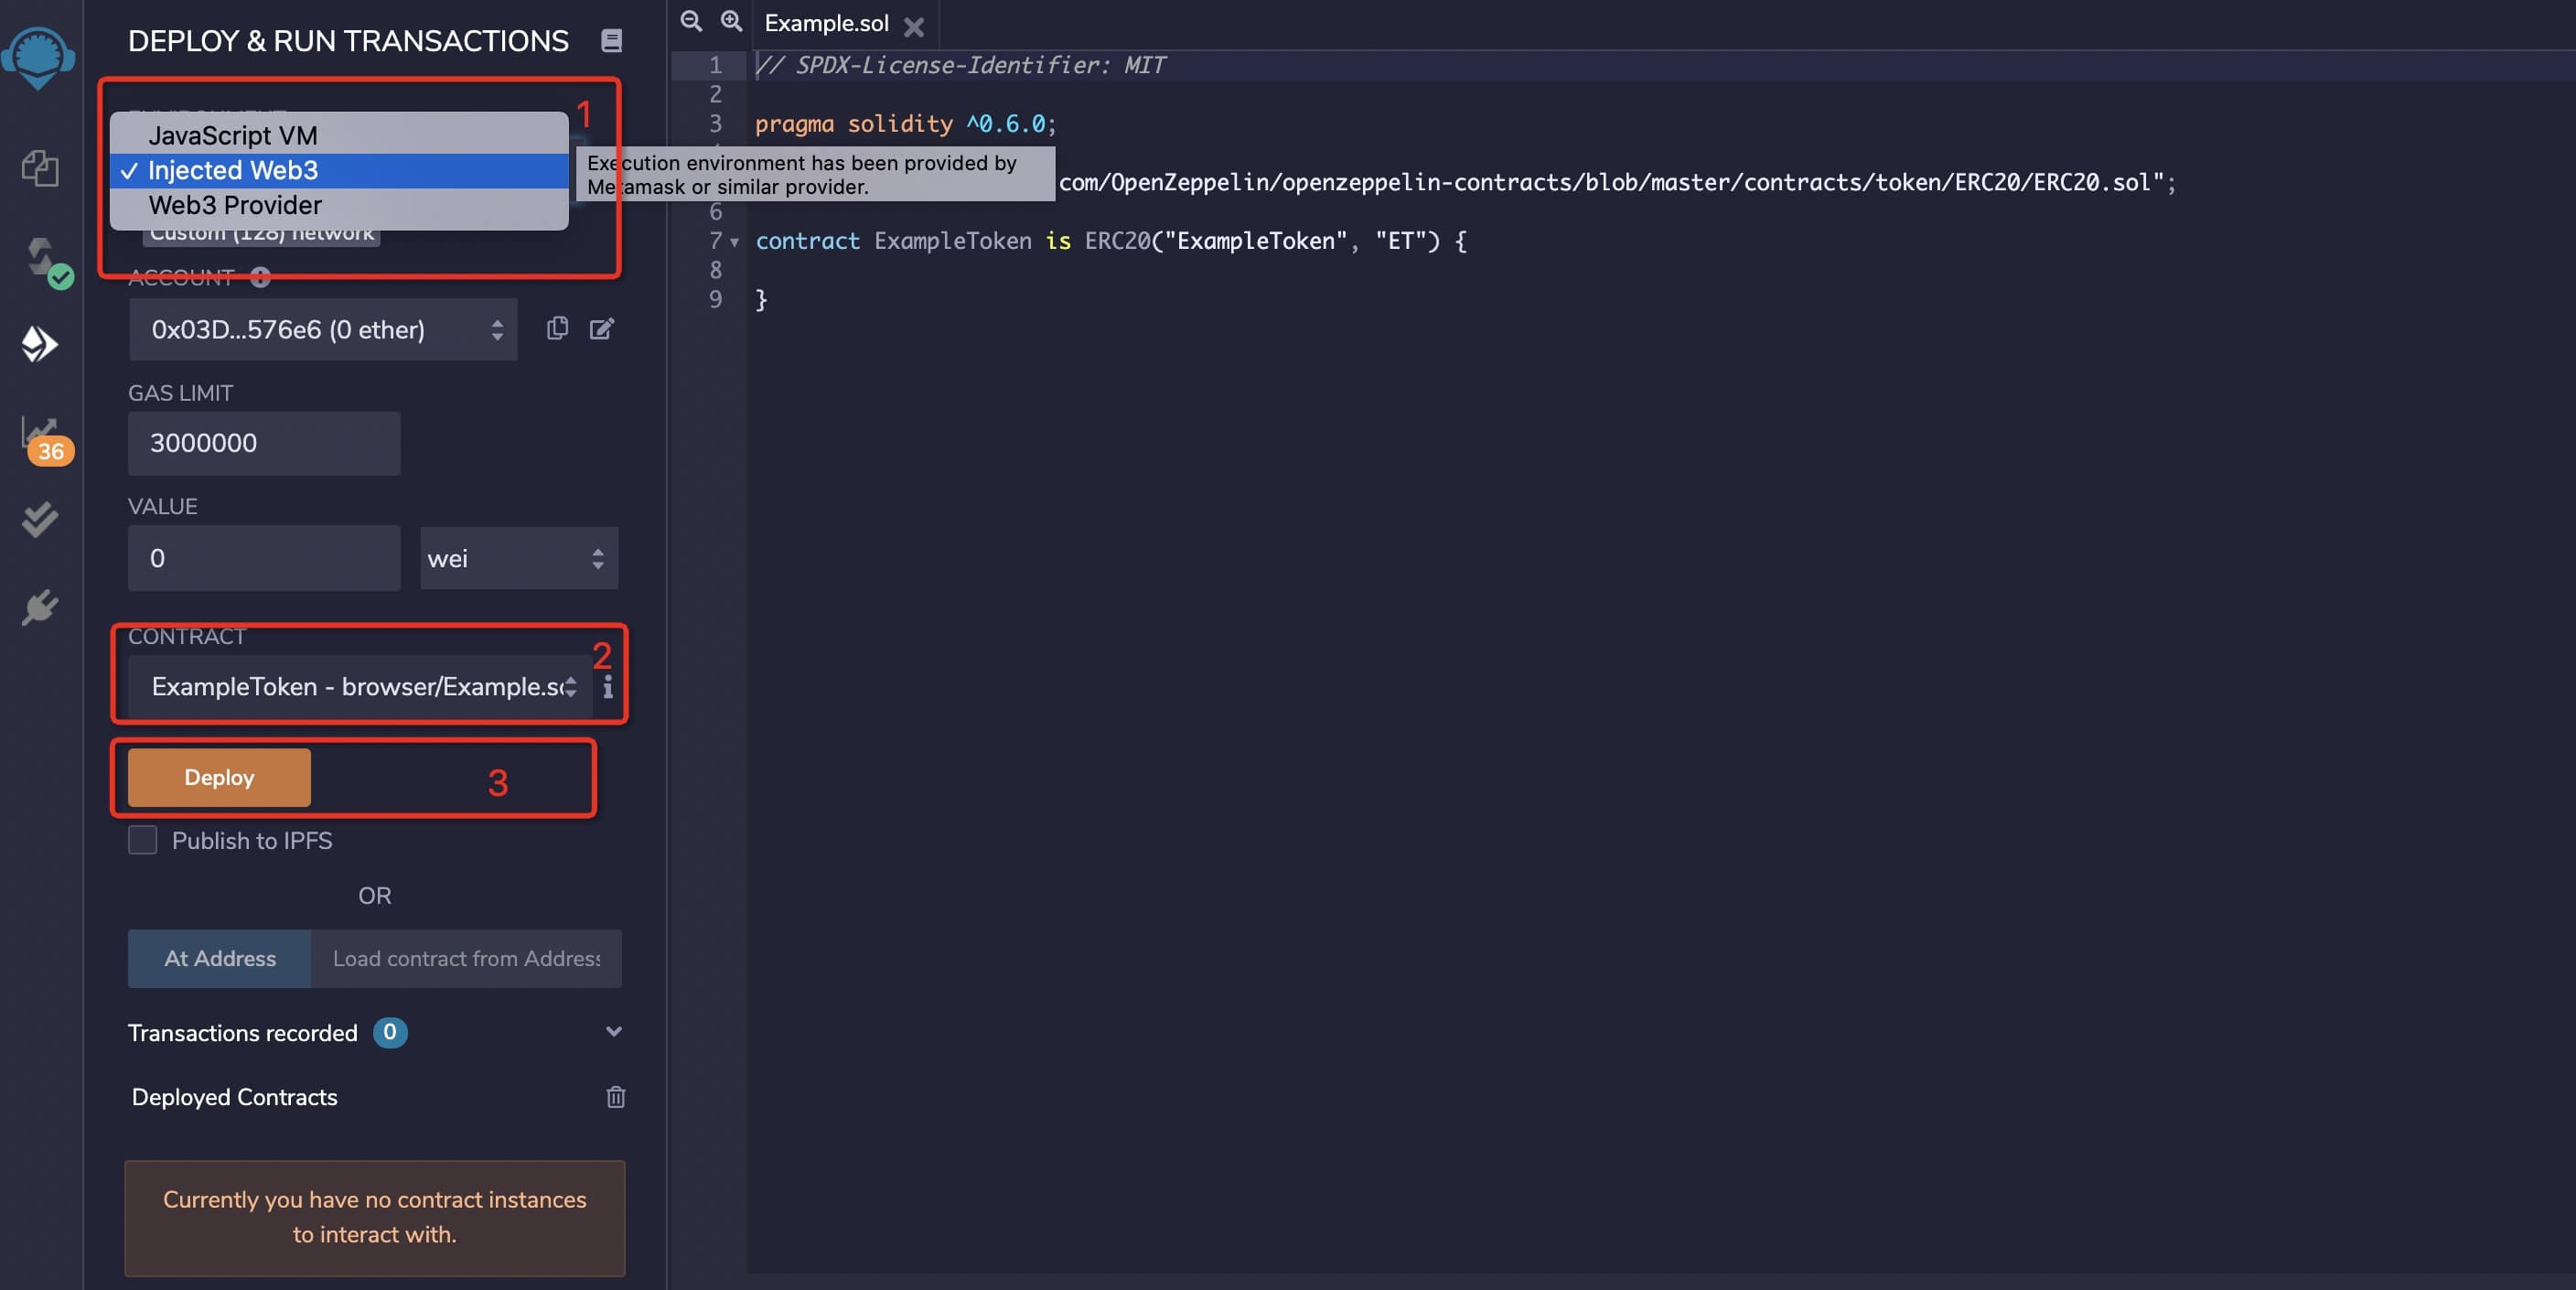 DEPLOY & RUN TRANSACTIONS
1
JavaScript VM
✓ Injected Web3
Web3 Provider
Execution environment has been provided by
Metamask or similar provider.
Custom (128) network
ACCOUNT
0x03D...576e6 (0 ether)
GAS LIMIT
3000000
VALUE
0
wei
CONTRACT
2
ExampleToken - browser/Example.so
i
Deploy
3
Publish to IPFS
OR
At Address
Load contract from Address
Transactions recorded 0
Deployed Contracts
Currently you have no contract instances
to interact with.
36
Example.sol
1 // SPDX-License-Identifier: MIT
2
3 pragma solidity ^0.6.0;
com/OpenZeppelin/openzeppelin-contracts/blob/master/contracts/token/ERC20/ERC20.sol";
6
7 contract ExampleToken is ERC20("ExampleToken", "ET") {
8
9 }